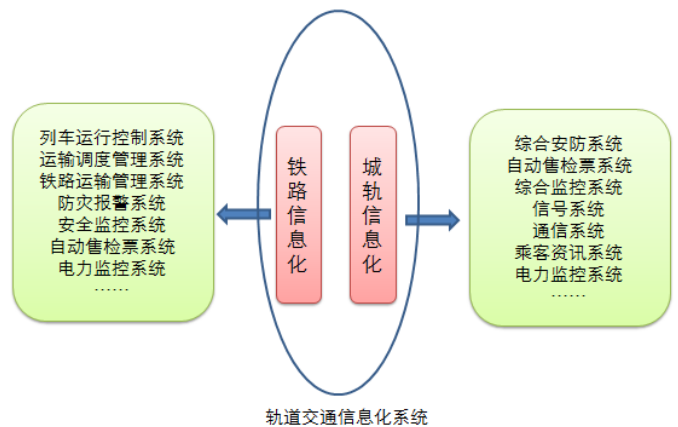 列车运行控制系统
运输调度管理系统
铁路运输管理系统
防灾报警系统
安全监控系统
自动售检票系统
电力监控系统
……
铁路信息化
城轨信息化
综合安防系统
自动售检票系统
综合监控系统
信号系统
通信系统
乘客资讯系统
电力监控系统
……
轨道交通信息化系统